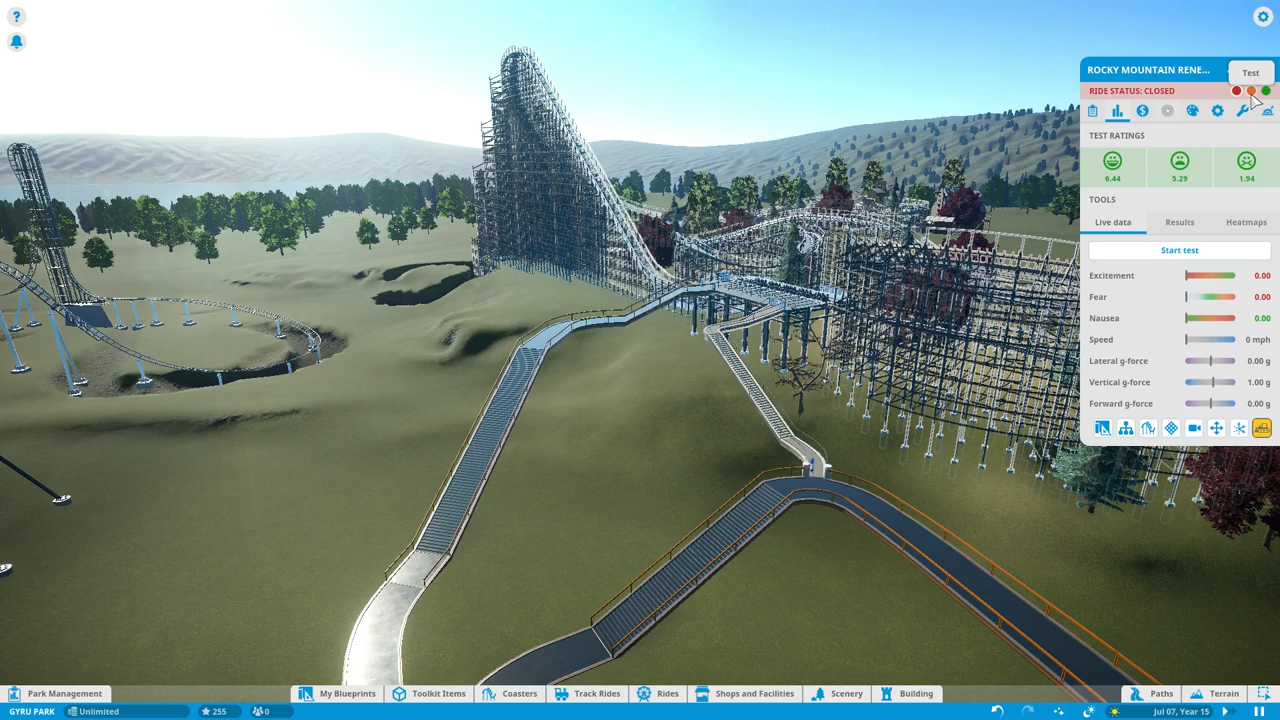 ?
ROCKY MOUNTAIN RENE...
Test
RIDE STATUS: CLOSED
TEST RATINGS
6.44
5.29
1.94
TOOLS
Live data
Results
Heatmaps
Start test
Excitement
0.00
Fear
0.00
Nausea
0.00
Speed
0 mph
Lateral g-force
0.00 g
Vertical g-force
1.00 g
Forward g-force
0.00 g
Park Management
My Blueprints
Toolkit Items
Coasters
Track Rides
Rides
Shops and Facilities
Scenery
Building
Paths
Terrain
GYRU PARK
Unlimited
255
0
Jul 07, Year 15